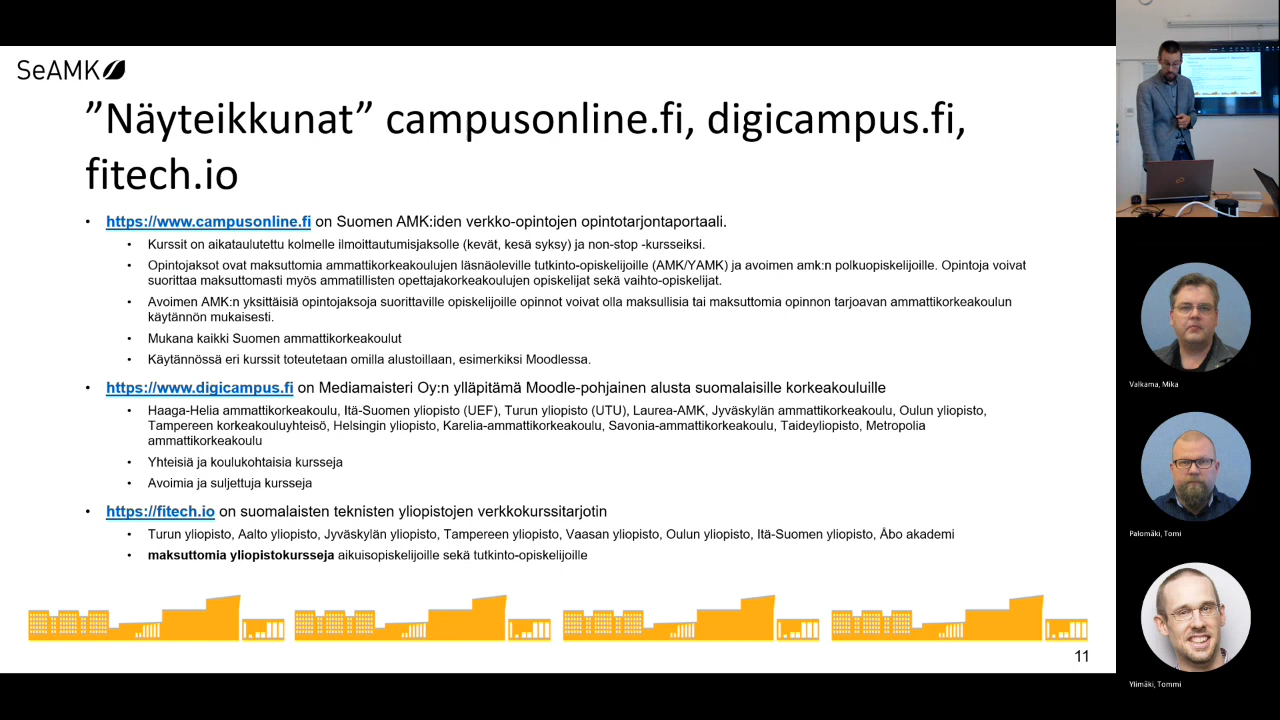 SeAMK
”Näyteikkunat” campusonline.fi, digicampus.fi,
fitech.io
• https://www.campusonline.fi on Suomen AMK:iden verkko-opintojen opintotarjontaportaali.
• Kurssit on aikataulutettu kolmelle ilmoittautumisjaksolle (kevät, kesä syksy) ja non-stop -kursseiksi.
• Opintojaksot ovat maksuttomia ammattikorkeakoulujen läsnäoleville tutkinto-opiskelijoille (AMK/YAMK) ja avoimen amk:n polkuopiskelijoille. Opintoja voivat
suorittaa maksuttomasti myös ammatillisten opettajakorkeakoulujen opiskelijat sekä vaihto-opiskelijat.
• Avoimen AMK:n yksittäisiä opintojaksoja suorittaville opiskelijoille opinnot voivat olla maksullisia tai maksuttomia opinnon tarjoavan ammattikorkeakoulun
käytännön mukaisesti.
• Mukana kaikki Suomen ammattikorkeakoulut
• Käytännössä eri kurssit toteutetaan omilla alustoillaan, esimerkiksi Moodlessa.
• https://www.digicampus.fi on Mediamaisteri Oy:n ylläpitämä Moodle-pohjainen alusta suomalaisille korkeakouluille
• Haaga-Helia ammattikorkeakoulu, Itä-Suomen yliopisto (UEF), Turun yliopisto (UTU), Laurea-AMK, Jyväskylän ammattikorkeakoulu, Oulun yliopisto,
Tampereen korkeakouluyhteisö, Helsingin yliopisto, Karelia-ammattikorkeakoulu, Savonia-ammattikorkeakoulu, Taideyliopisto, Metropolia
ammattikorkeakoulu
• Yhteisiä ja koulukohtaisia kursseja
• Avoimia ja suljettuja kursseja
• https://fitech.io on suomalaisten teknisten yliopistojen verkkokurssitarjotin
• Turun yliopisto, Aalto yliopisto, Jyväskylän yliopisto, Tampereen yliopisto, Vaasan yliopisto, Oulun yliopisto, Itä-Suomen yliopisto, Åbo akademi
• maksuttomia yliopistokursseja aikuisopiskelijoille sekä tutkinto-opiskelijoille
11
Valkama, Mika
Palomäki, Tomi
Ylimäki, Tommi